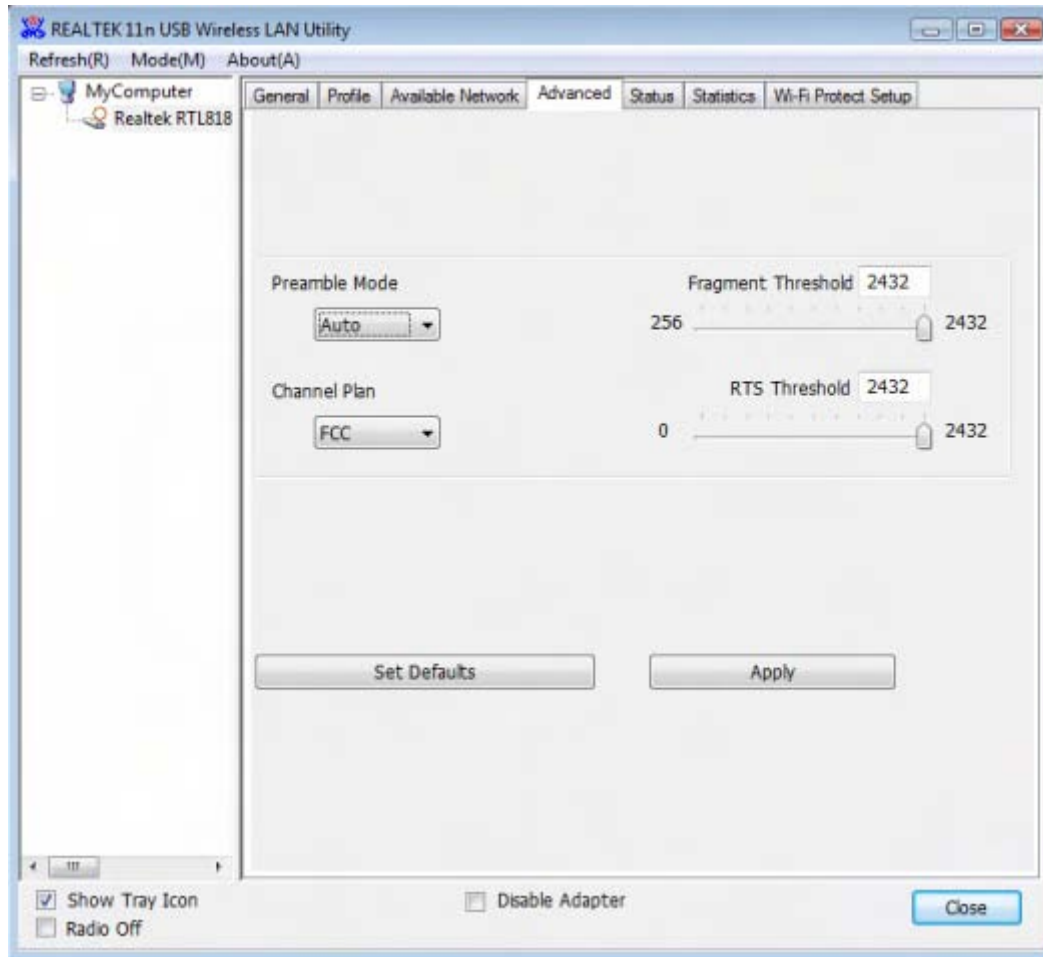 REALTEK 11n USB Wireless LAN Utility
Refresh(R) Mode(M) About(A)
MyComputer
Realtek RTL818
General Profile Available Network Advanced Status Statistics Wi-Fi Protect Setup
Preamble Mode
Auto
Fragment Threshold 2432
256 2432
Channel Plan
FCC
RTS Threshold 2432
0 2432
Set Defaults Apply
Show Tray Icon
Radio Off
Disable Adapter
Close